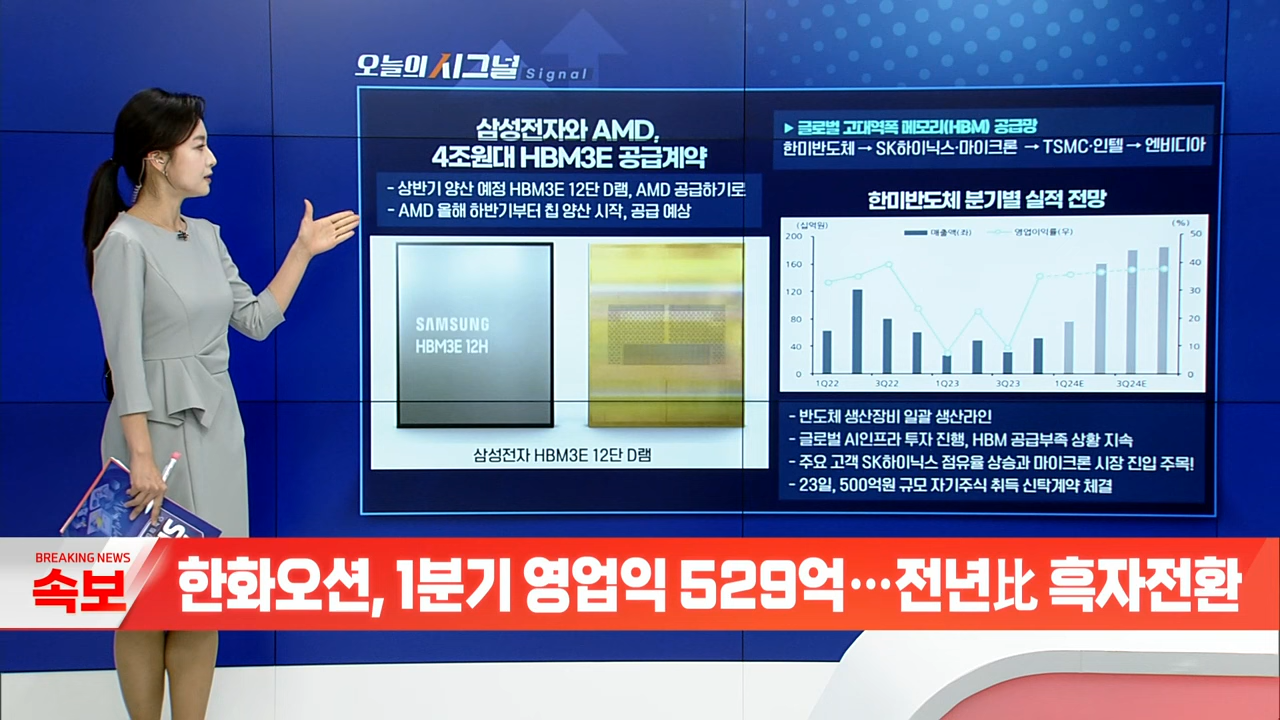 오늘의 시그널 Signal
삼성전자와 AMD,
4조원대 HBM3E 공급계약
- 상반기 양산 예정 HBM3E 12단 D램, AMD 공급하기로
- AMD 올해 하반기부터 칩 양산 시작, 공급 예상
SAMSUNG
HBM3E 12H
삼성전자 HBM3E 12단 D램
▶ 글로벌 고대역폭 메모리(HBM) 공급망
한미반도체 → SK하이닉스·마이크론 → TSMC·인텔 → 엔비디아
한미반도체 분기별 실적 전망
(십억원)
(%)
매출액(좌)
영업이익률(우)
200
160
120
80
40
0
50
40
30
20
10
0
1Q22
3Q22
1Q23
3Q23
1Q24E
3Q24E
- 반도체 생산장비 일괄 생산라인
- 글로벌 AI인프라 투자 진행, HBM 공급부족 상황 지속
- 주요 고객 SK하이닉스 점유율 상승과 마이크론 시장 진입 주목!
- 23일, 500억원 규모 자기주식 취득 신탁계약 체결
BREAKING NEWS
속보
한화오션, 1분기 영업익 529억…전년比 흑자전환